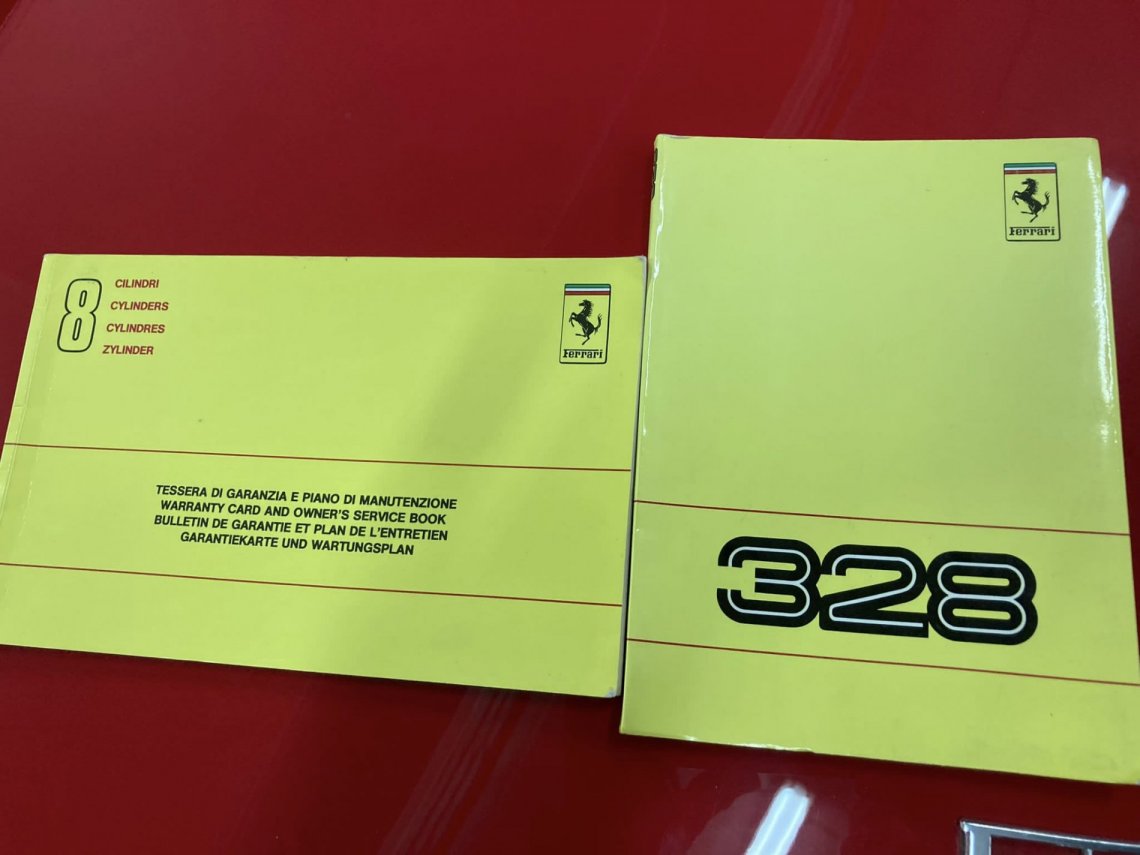 8
CILINDRI
CYLINDERS
CYLINDRES
ZYLINDER
Ferrari
TESSERA DI GARANZIA E PIANO DI MANUTENZIONE
WARRANTY CARD AND OWNER'S SERVICE BOOK
BULLETIN DE GARANTIE ET PLAN DE L'ENTRETIEN
GARANTIEKARTE UND WARTUNGSPLAN
Ferrari
328